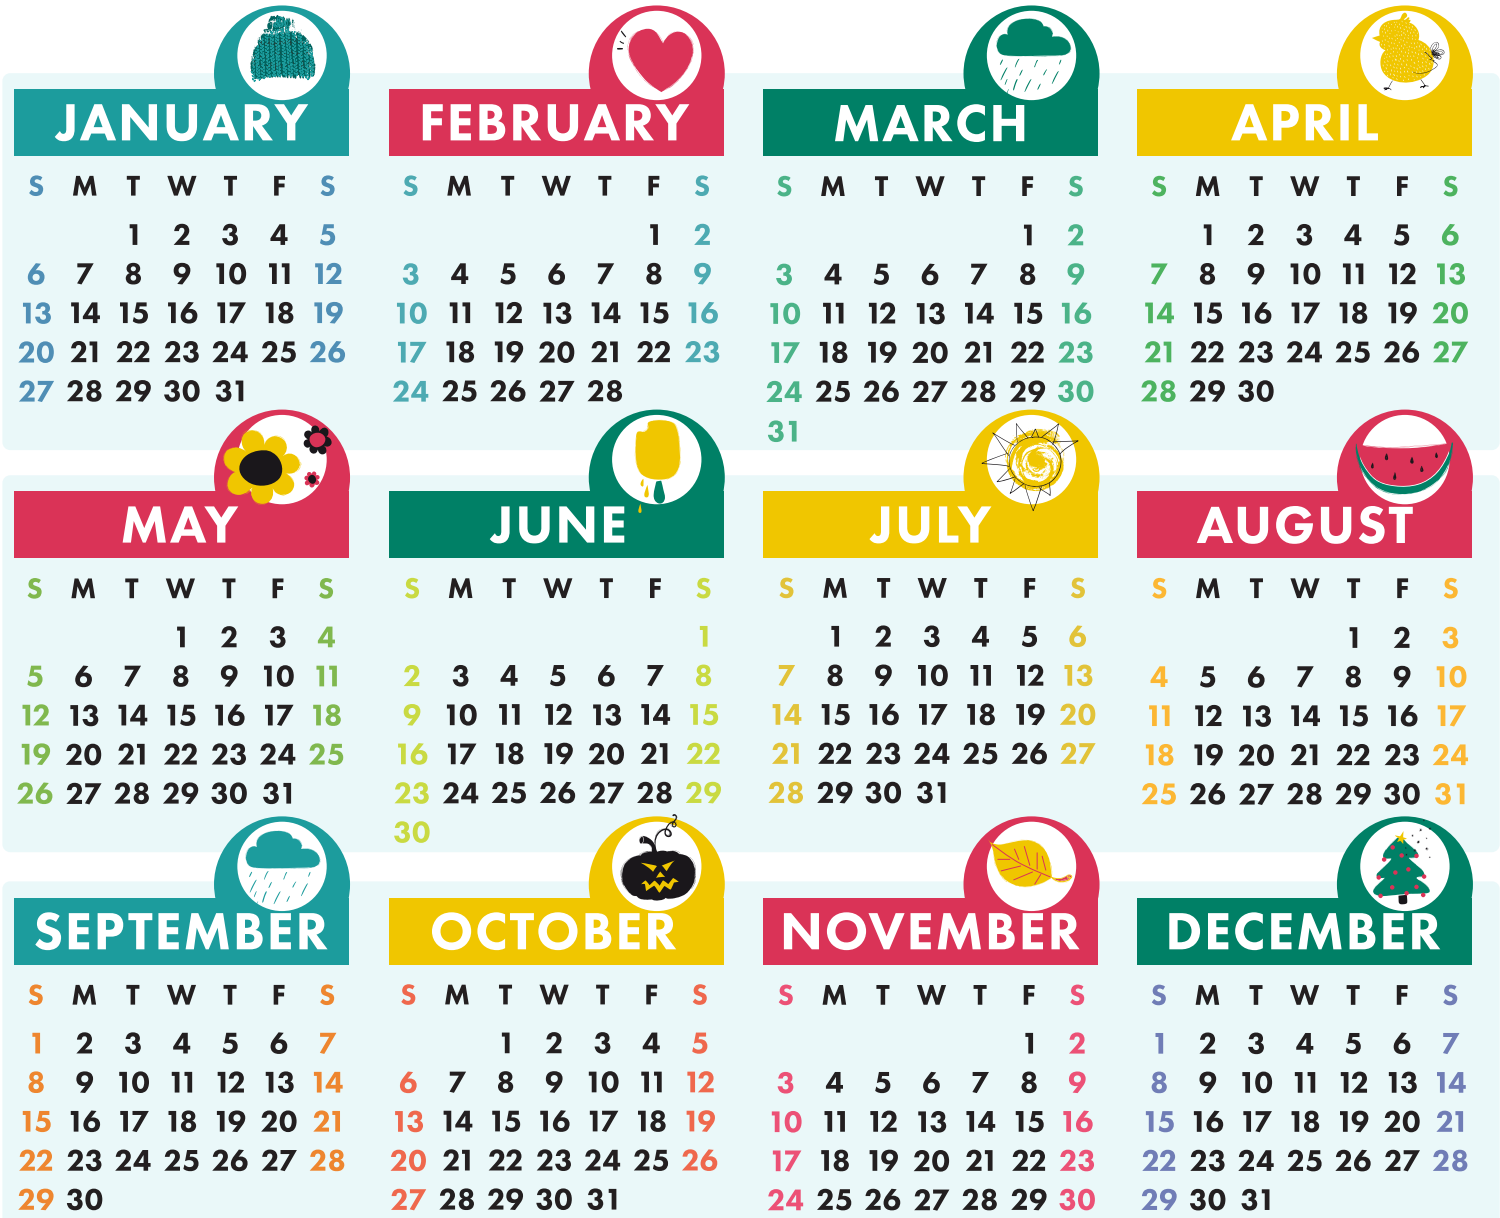 JANUARY
S M T W T F S
1 2 3 4 5
6 7 8 9 10 11 12
13 14 15 16 17 18 19
20 21 22 23 24 25 26
27 28 29 30 31
FEBRUARY
S M T W T F S
1 2
3 4 5 6 7 8 9
10 11 12 13 14 15 16
17 18 19 20 21 22 23
24 25 26 27 28
MARCH
S M T W T F S
1 2
3 4 5 6 7 8 9
10 11 12 13 14 15 16
17 18 19 20 21 22 23
24 25 26 27 28 29 30
31
APRIL
S M T W T F S
1 2 3 4 5 6
7 8 9 10 11 12 13
14 15 16 17 18 19 20
21 22 23 24 25 26 27
28 29 30
MAY
S M T W T F S
1 2 3 4
5 6 7 8 9 10 11
12 13 14 15 16 17 18
19 20 21 22 23 24 25
26 27 28 29 30 31
JUNE
S M T W T F S
1
2 3 4 5 6 7 8
9 10 11 12 13 14 15
16 17 18 19 20 21 22
23 24 25 26 27 28 29
30
JULY
S M T W T F S
1 2 3 4 5 6
7 8 9 10 11 12 13
14 15 16 17 18 19 20
21 22 23 24 25 26 27
28 29 30 31
AUGUST
S M T W T F S
1 2 3
4 5 6 7 8 9 10
11 12 13 14 15 16 17
18 19 20 21 22 23 24
25 26 27 28 29 30 31
SEPTEMBER
S M T W T F S
1 2 3 4 5 6 7
8 9 10 11 12 13 14
15 16 17 18 19 20 21
22 23 24 25 26 27 28
29 30
OCTOBER
S M T W T F S
1 2 3 4 5
6 7 8 9 10 11 12
13 14 15 16 17 18 19
20 21 22 23 24 25 26
27 28 29 30 31
NOVEMBER
S M T W T F S
1 2
3 4 5 6 7 8 9
10 11 12 13 14 15 16
17 18 19 20 21 22 23
24 25 26 27 28 29 30
DECEMBER
S M T W T F S
1 2 3 4 5 6 7
8 9 10 11 12 13 14
15 16 17 18 19 20 21
22 23 24 25 26 27 28
29 30 31